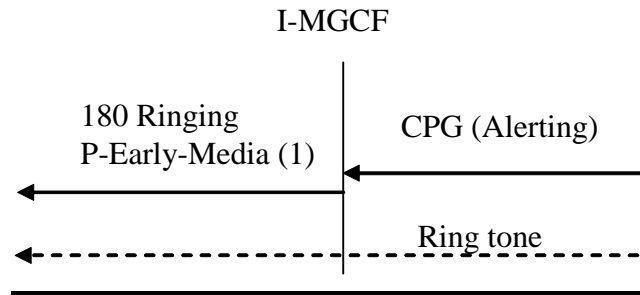 I-MGCF
180 Ringing
P-Early-Media (1)
CPG (Alerting)
Ring tone